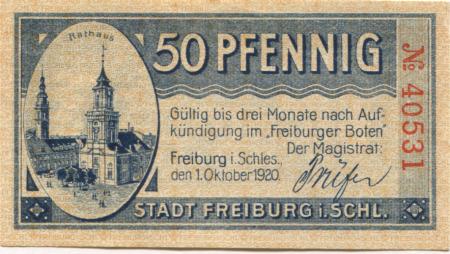 Rathaus
50 PFENNIG
Gültig bis drei Monate nach Auf-
kündigung im „Freiburger Boten"
Der Magistrat:
Freiburg i. Schles.,
den 1. Oktober 1920.
STADT FREIBURG i. SCHL.
№ 40531